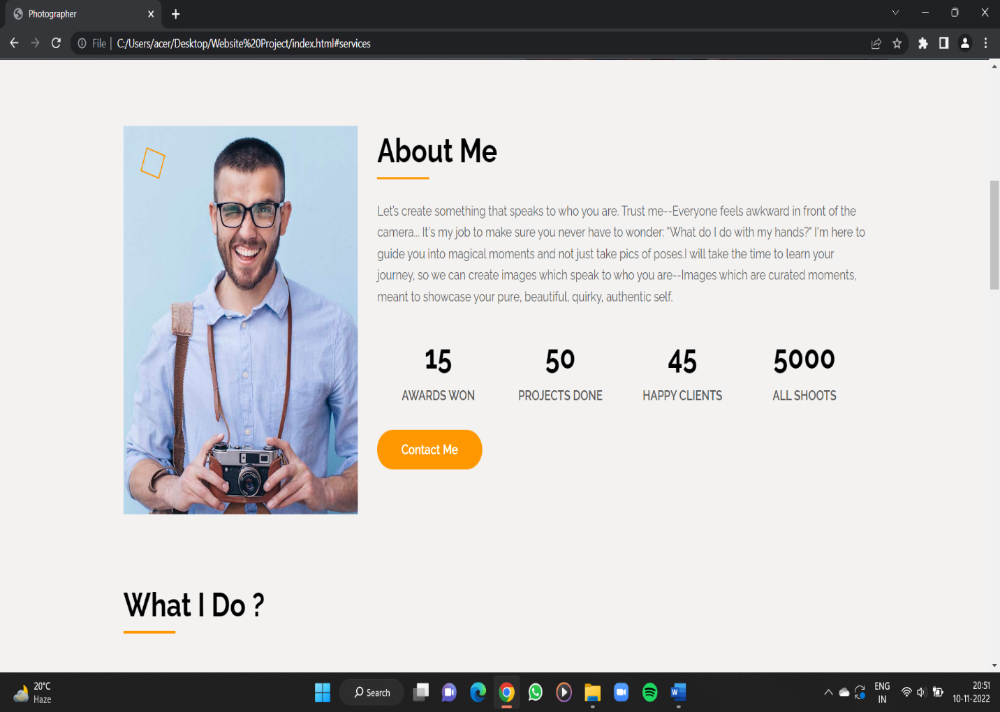 Photographer
File | C:/Users/acer/Desktop/Website%20Project/index.html#services
About Me
Let's create something that speaks to who you are. Trust me--Everyone feels awkward in front of the
camera... It's my job to make sure you never have to wonder: "What do I do with my hands?" I'm here to
guide you into magical moments and not just take pics of poses.I will take the time to learn your
journey, so we can create images which speak to who you are--Images which are curated moments,
meant to showcase your pure, beautiful, quirky, authentic self.
15 50 45 5000
AWARDS WON PROJECTS DONE HAPPY CLIENTS ALL SHOOTS
Contact Me
What I Do ?
20°C
Haze
Search
W
ENG
IN
20:51
10-11-2022